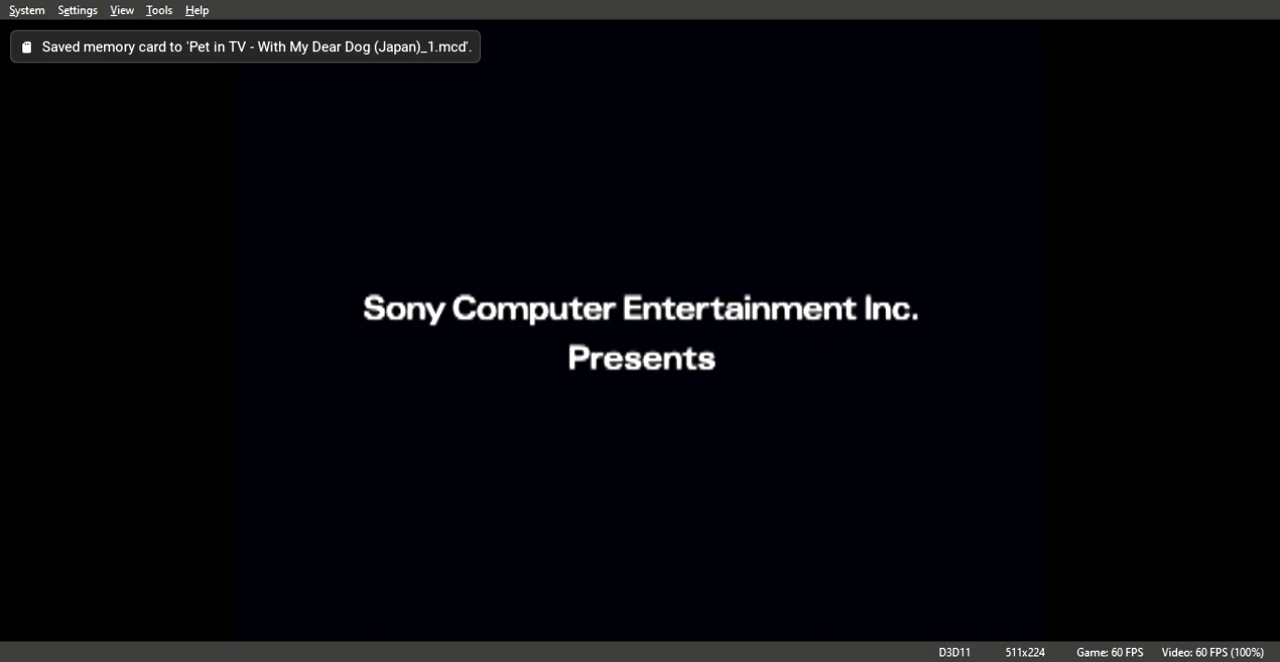 System Settings View Tools Help
Saved memory card to 'Pet in TV - With My Dear Dog (Japan)_1.mcd'.
Sony Computer Entertainment Inc.
Presents
D3D11 511x224 Game: 60 FPS Video: 60 FPS (100%)